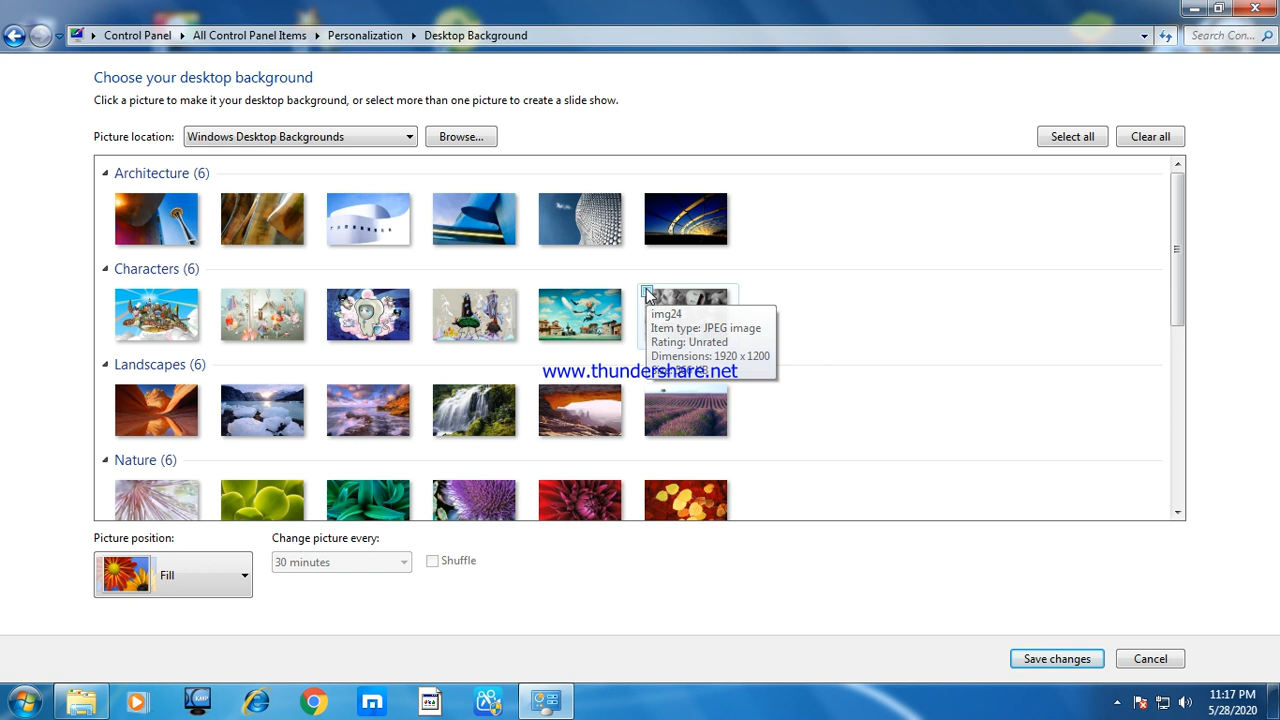 Control Panel All Control Panel Items Personalization Desktop Background
Search Con...
Choose your desktop background
Click a picture to make it your desktop background, or select more than one picture to create a slide show.
Picture location: Windows Desktop Backgrounds Browse... Select all Clear all
Architecture (6)
Characters (6)
img24
Item type: JPEG image
Rating: Unrated
Dimensions: 1920 x 1200
www.thundershare.net
Landscapes (6)
Nature (6)
Picture position: Change picture every:
Fill 30 minutes Shuffle
Save changes Cancel
11:17 PM
5/28/2020